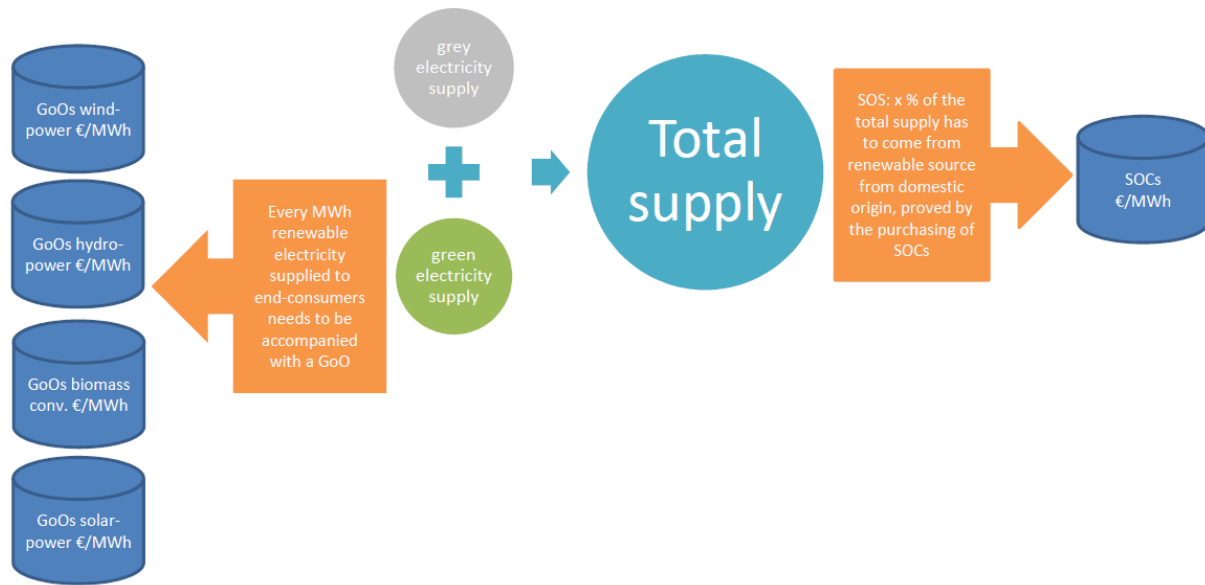 GoOs wind-
power €/MWh
GoOs hydro-
power €/MWh
GoOs biomass
conv. €/MWh
GoOs solar-
power €/MWh
Every MWh
renewable
electricity
supplied to
end-consumers
needs to be
accompanied
with a GoO
grey
electricity
supply
green
electricity
supply
Total
supply
SOS: x % of the
total supply has
to come from
renewable source
from domestic
origin, proved by
the purchasing of
SOCs
SOCs
€/MWh